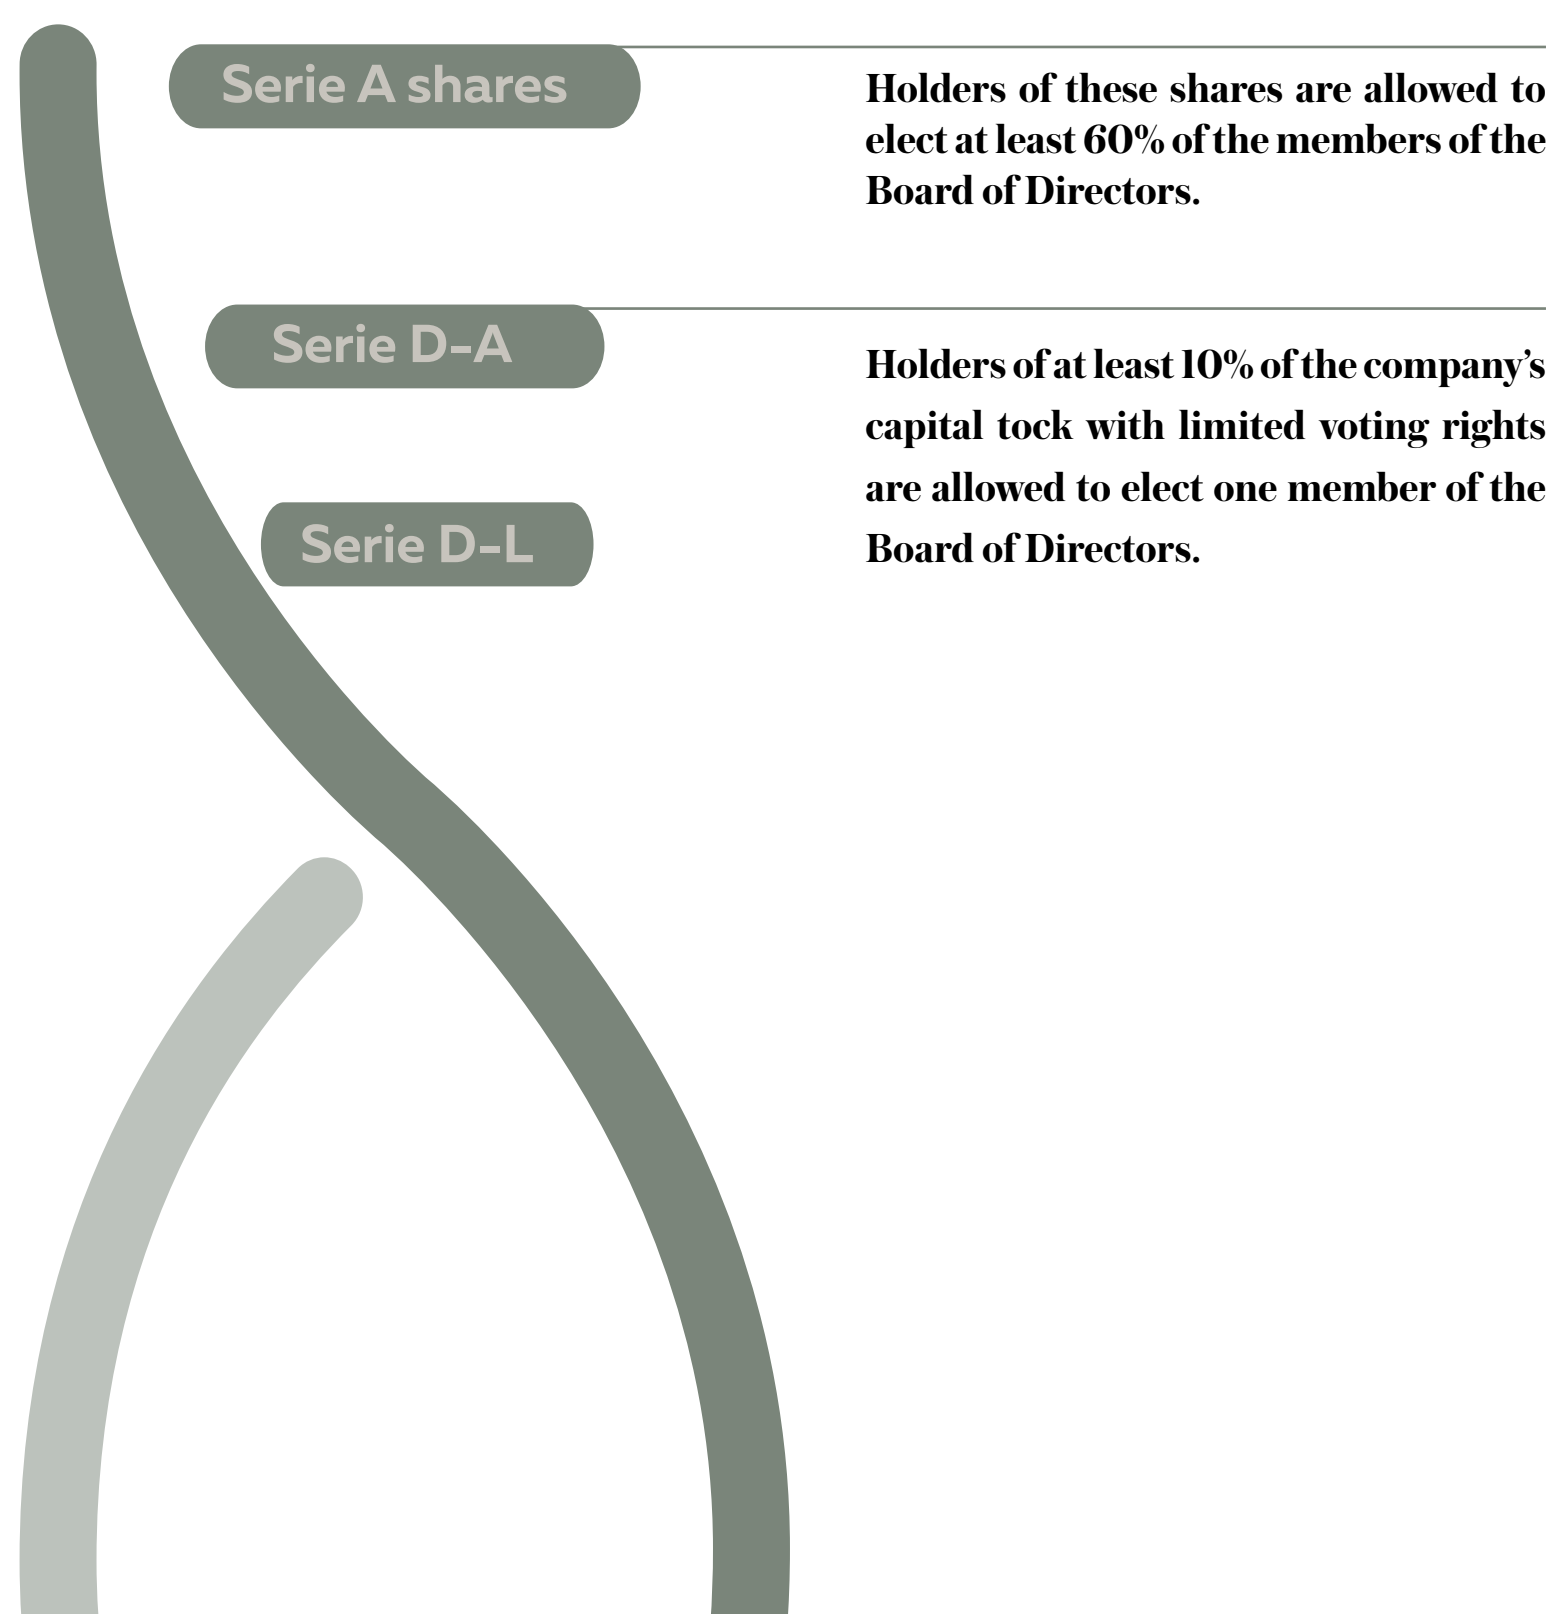 Serie A shares
Holders of these shares are allowed to
elect at least 60% of the members of the
Board of Directors.
Serie D-A
Holders of at least 10% of the company’s
capital tock with limited voting rights
are allowed to elect one member of the
Board of Directors.
Serie D-L